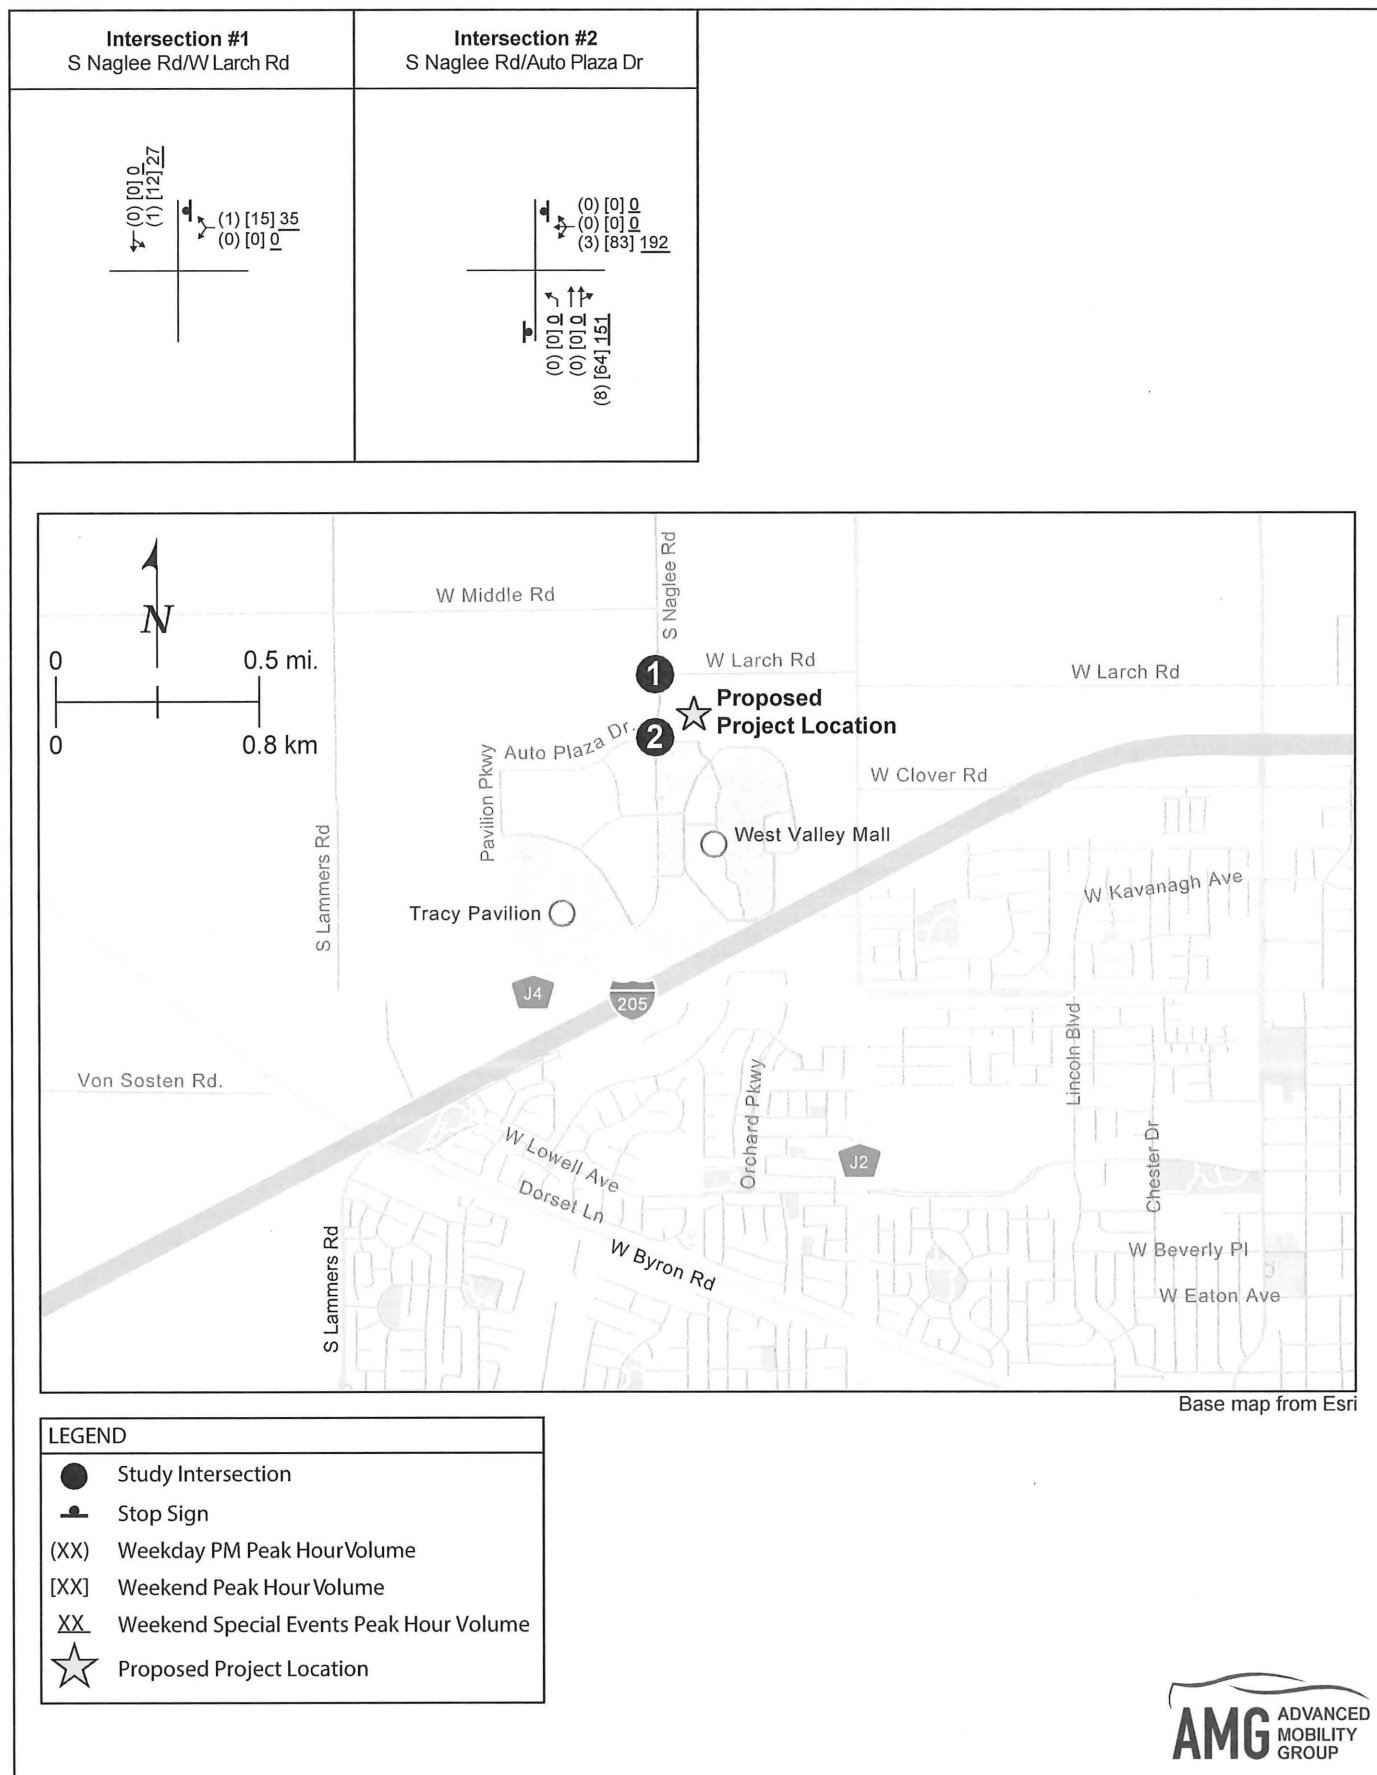 Intersection #1
S Naglee Rd/W Larch Rd
Intersection #2
S Naglee Rd/Auto Plaza Dr
(0) [0] 0
(1) [12] 27
(1) [15] 35
(0) [0] 0
(0) [0] 0
(0) [0] 0
(3) [83] 192
(0) [0] 0
(0) [0] 0
(8) [64] 151
N
0 0.5 mi.
0 0.8 km
W Middle Rd
S Naglee Rd
W Larch Rd
W Larch Rd
1
Proposed
Project Location
2
Auto Plaza Dr.
Pavilion Pkwy
W Clover Rd
West Valley Mall
S Lammers Rd
W Kavanagh Ave
Tracy Pavilion
J4
205
Lincoln Blvd
Von Sosten Rd.
Orchard Pkwy
W Lowell Ave
J2
Chester Dr
Dorset Ln
W Byron Rd
S Lammers Rd
W Beverly Pl
W Eaton Ave
Base map from Esri
LEGEND
Study Intersection
Stop Sign
(XX) Weekday PM Peak Hour Volume
[XX] Weekend Peak Hour Volume
XX Weekend Special Events Peak Hour Volume
Proposed Project Location
AMG ADVANCED
MOBILITY
GROUP